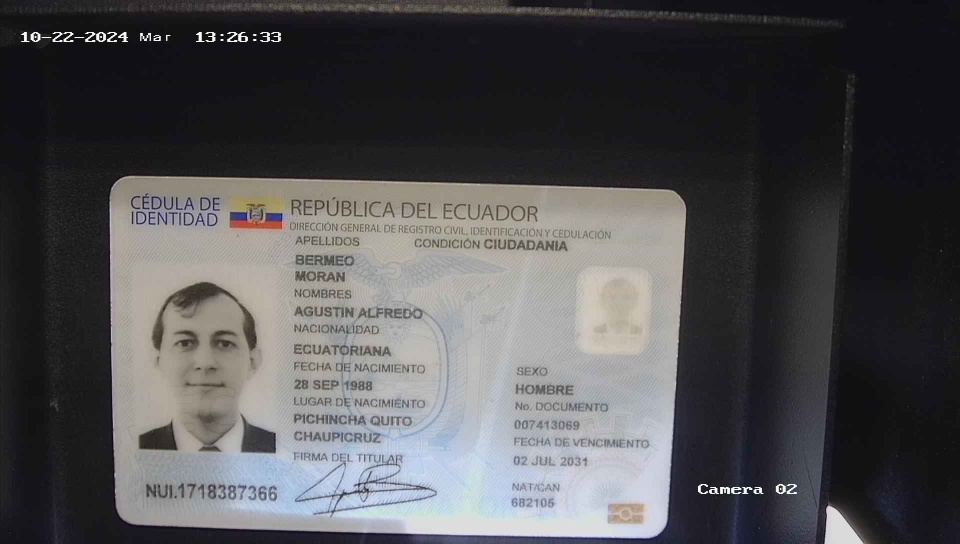 10-22-2024 Mar 13:26:33
CÉDULA DE
IDENTIDAD
REPÚBLICA DEL ECUADOR
DIRECCIÓN GENERAL DE REGISTRO CIVIL, IDENTIFICACIÓN Y CEDULACIÓN
APELLIDOS
CONDICIÓN CIUDADANIA
BERMEO
MORAN
NOMBRES
AGUSTIN ALFREDO
NACIONALIDAD
ECUATORIANA
FECHA DE NACIMIENTO
28 SEP 1988
LUGAR DE NACIMIENTO
PICHINCHA QUITO
CHAUPICRUZ
FIRMA DEL TITULAR
SEXO
HOMBRE
No. DOCUMENTO
007413069
FECHA DE VENCIMIENTO
02 JUL 2031
NAT/CAN
682105
NUI.1718387366
Camera 02